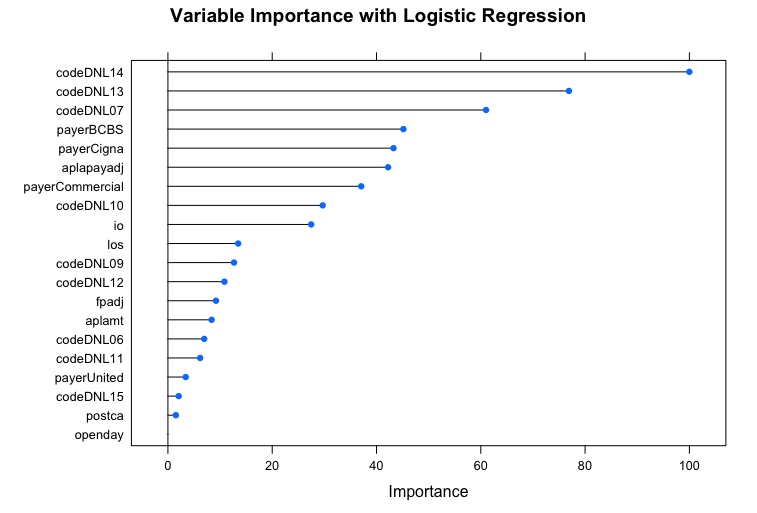 Variable Importance with Logistic Regression
codeDNL14
codeDNL13
codeDNL07
payerBCBS
payerCigna
aplapayadj
payerCommercial
codeDNL10
io
los
codeDNL09
codeDNL12
fpadj
aplamt
codeDNL06
codeDNL11
payerUnited
codeDNL15
postca
openday
0 20 40 60 80 100
Importance